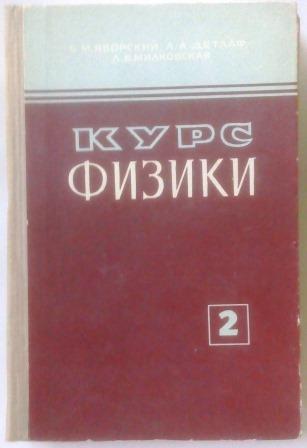 Б. М. ЯВОРСКИЙ, А. А. ДЕТЛАФ,
Л. Б. МИЛКОВСКАЯ
КУРС
ФИЗИКИ
2